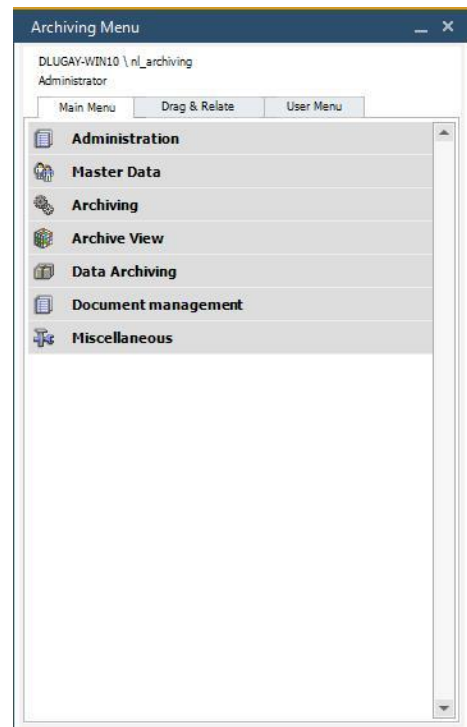 Archiving Menu
DLUGAY-WIN10 \ nl_archiving
Administrator
Main Menu Drag & Relate User Menu
Administration
Master Data
Archiving
Archive View
Data Archiving
Document management
Miscellaneous